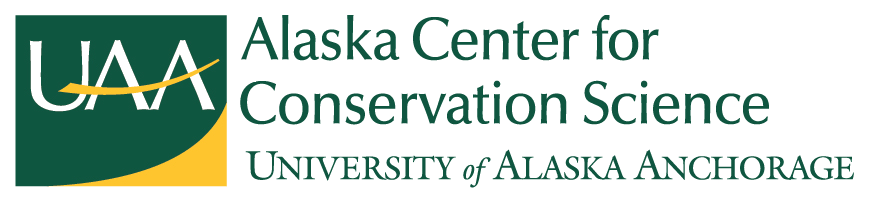 UAA
Alaska Center for
Conservation Science
UNIVERSITY of ALASKA ANCHORAGE